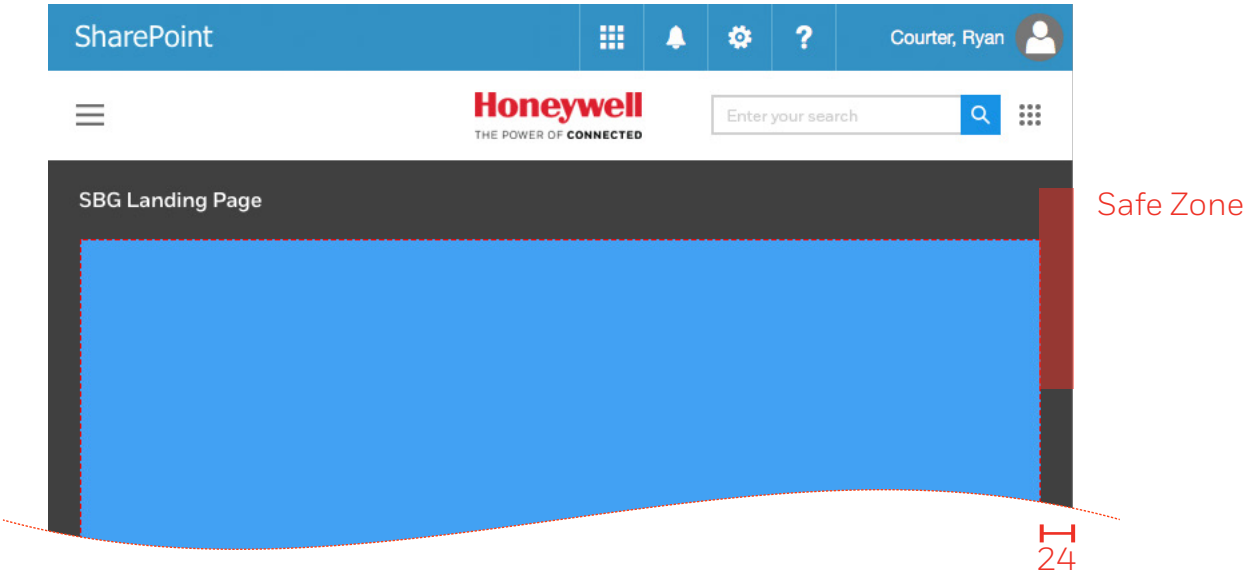 SharePoint
? Courter, Ryan
Honeywell
THE POWER OF CONNECTED
Enter your search
SBG Landing Page
Safe Zone
24